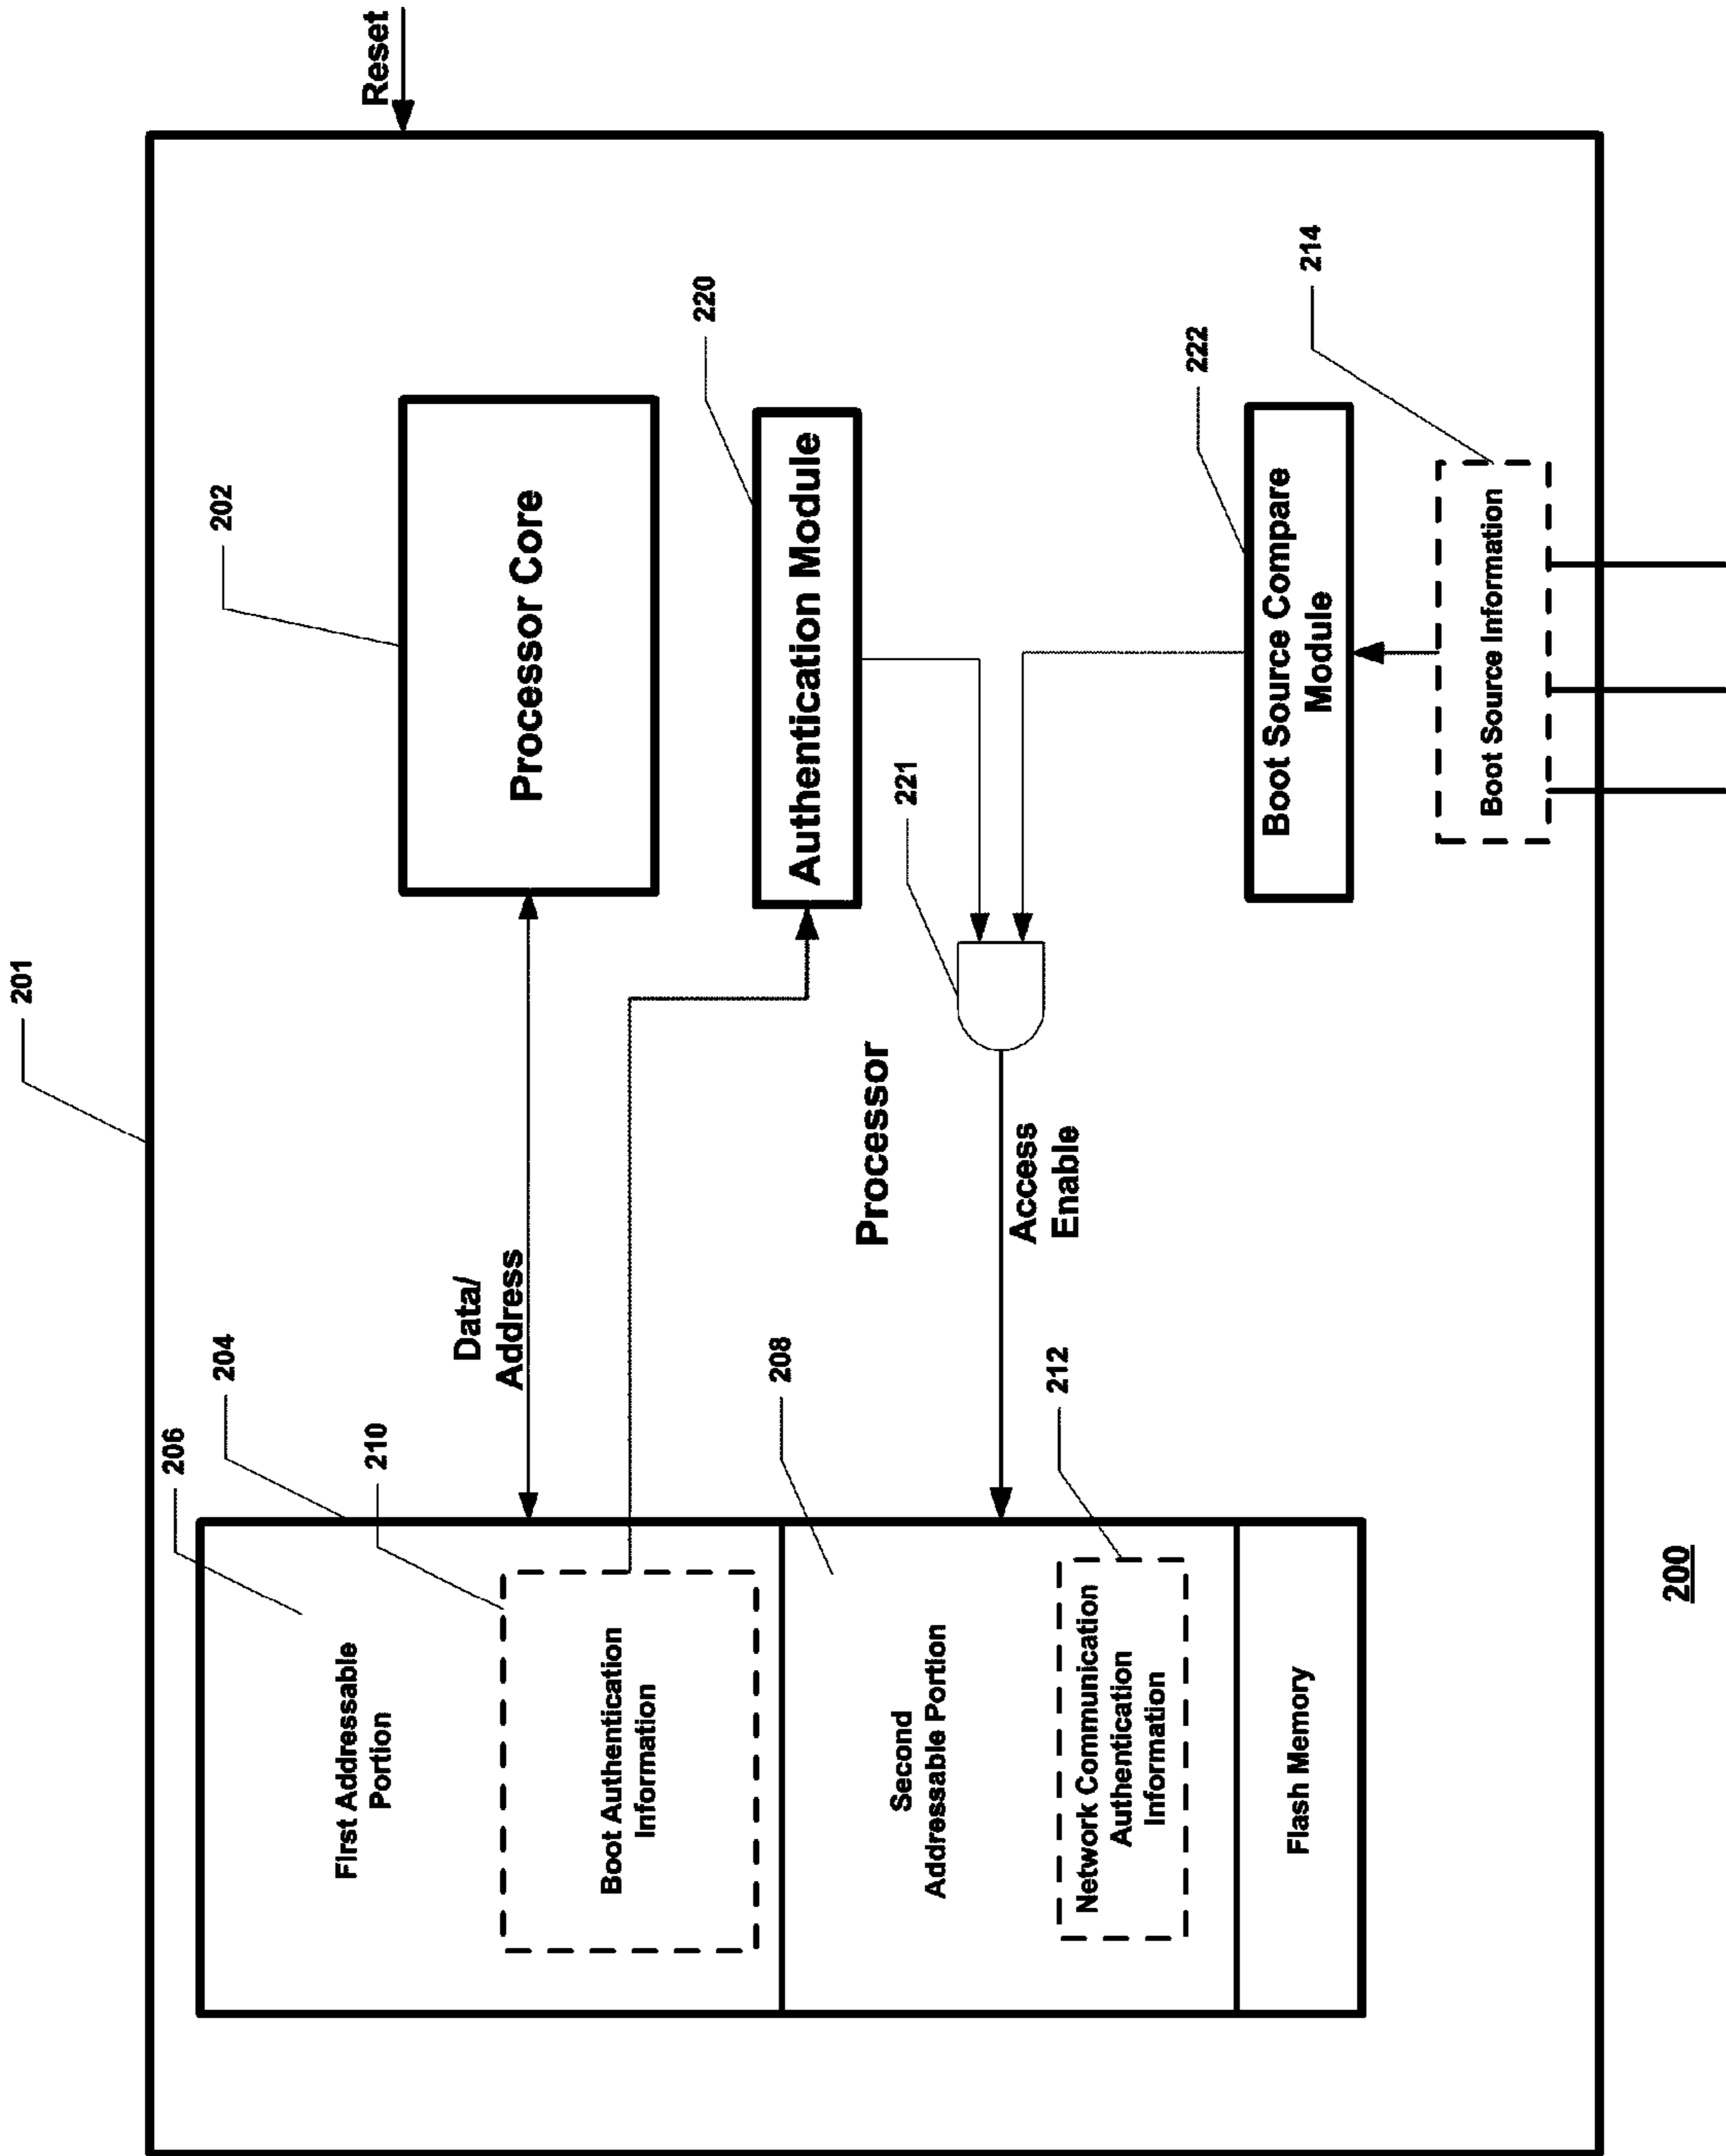 201
206
204
210
First Addressable
Portion
Boot Authentication
Information
208
Second
Addressable Portion
212
Network Communication
Authentication
Information
Flash Memory
Data/
Address
Processor
Access
Enable
202
Processor Core
220
Authentication Module
221
222
Boot Source Compare
Module
214
Boot Source Information
Reset
200